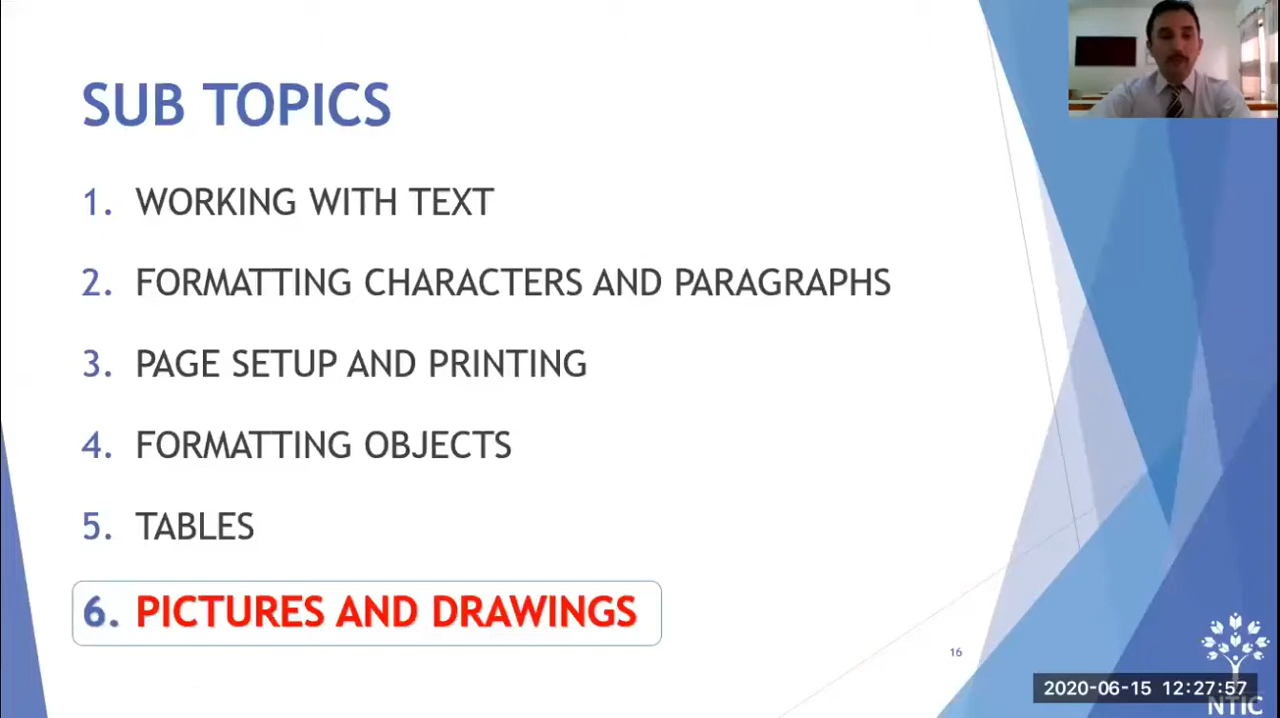 SUB TOPICS
1. WORKING WITH TEXT
2. FORMATTING CHARACTERS AND PARAGRAPHS
3. PAGE SETUP AND PRINTING
4. FORMATTING OBJECTS
5. TABLES
6. PICTURES AND DRAWINGS
16
2020-06-15 12:27:57
NTIC